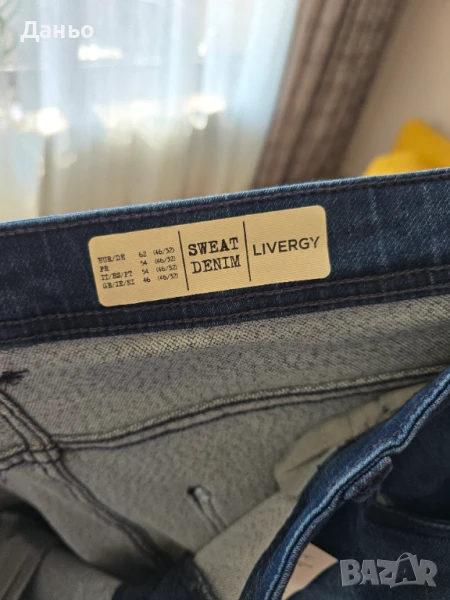 Даньо
EUR/DE 62 (46/32)
FR 54 (46/32)
IT/ES/PT 54 (46/32)
GB/IE/NI 46 (46/32)
SWEAT
DENIM
LIVERGY
BAZAR